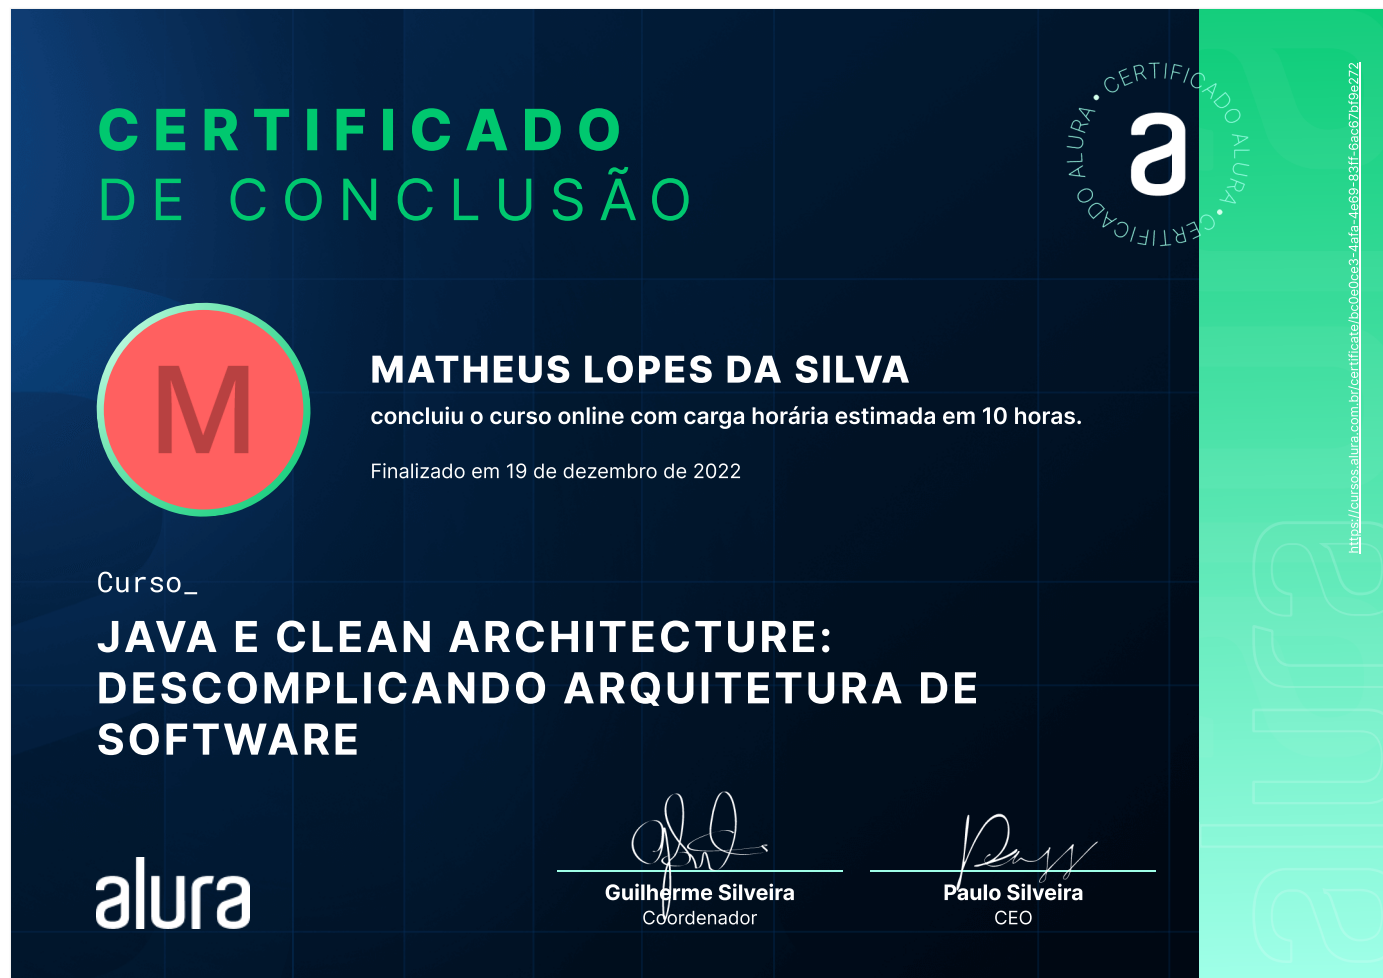 CERTIFICADO
DE CONCLUSÃO
CERTIFICADO ALURA • CERTIFICADO ALURA •
a
https://cursos.alura.com.br/certificate/bc0e0ce3-4afa-4e69-83ff-6ac67bf9e272
M
MATHEUS LOPES DA SILVA
concluiu o curso online com carga horária estimada em 10 horas.
Finalizado em 19 de dezembro de 2022
Curso_
JAVA E CLEAN ARCHITECTURE:
DESCOMPLICANDO ARQUITETURA DE
SOFTWARE
alura
Guilherme Silveira
Coordenador
Paulo Silveira
CEO
alura